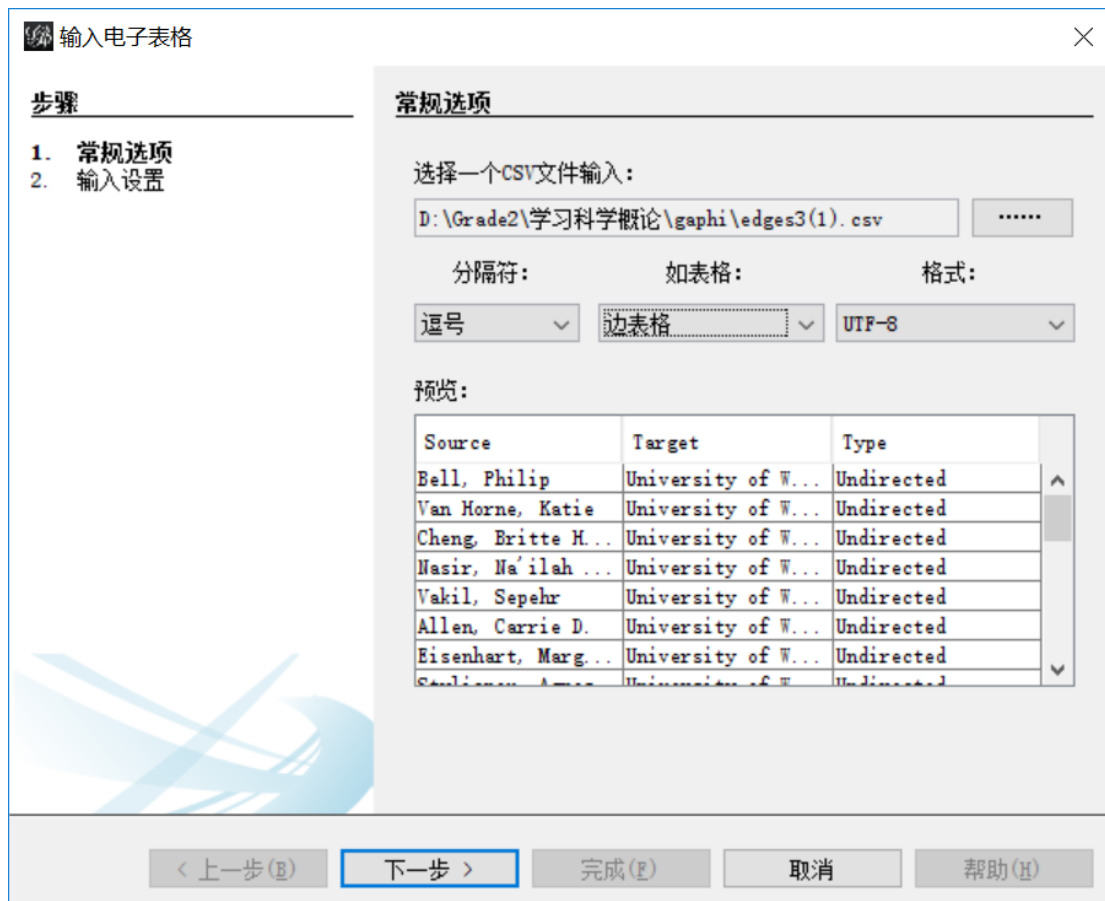 输入电子表格
步骤
1. 常规选项
2. 输入设置
常规选项
选择一个CSV文件输入:
D:\Grade2\学习科学概论\gaphi\edges3(1).csv
······
分隔符: 如表格: 格式:
逗号 边表格 UTF-8
预览:
Source Target Type
Bell, Philip University of W... Undirected
Van Horne, Katie University of W... Undirected
Cheng, Britte H... University of W... Undirected
Nasir, Na'ilah ... University of W... Undirected
Vakil, Sepehr University of W... Undirected
Allen, Carrie D. University of W... Undirected
Eisenhart, Marg... University of W... Undirected
< 上一步(B) 下一步 > 完成(F) 取消 帮助(H)